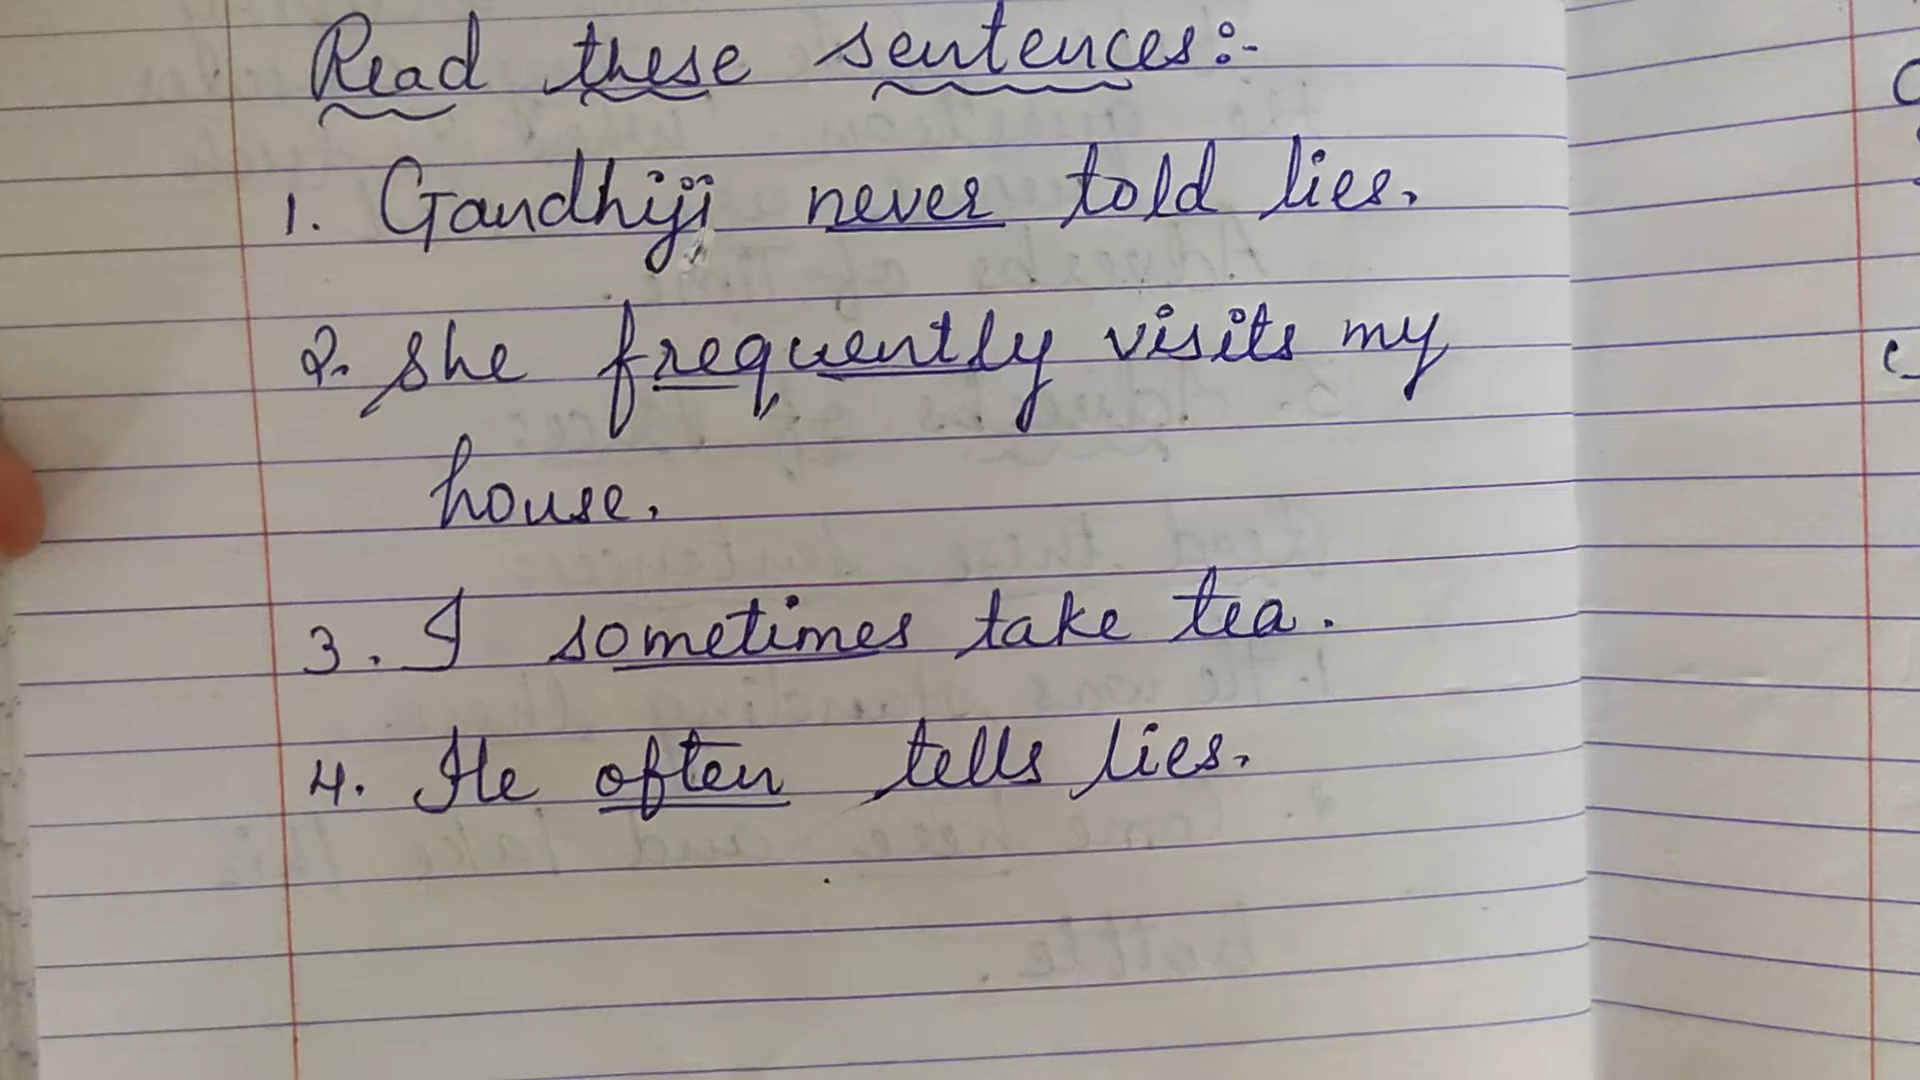 Read these sentences:-
1. Gandhiji never told lies.
2. She frequently visits my
house.
3. I sometimes take tea.
4. He often tells lies.